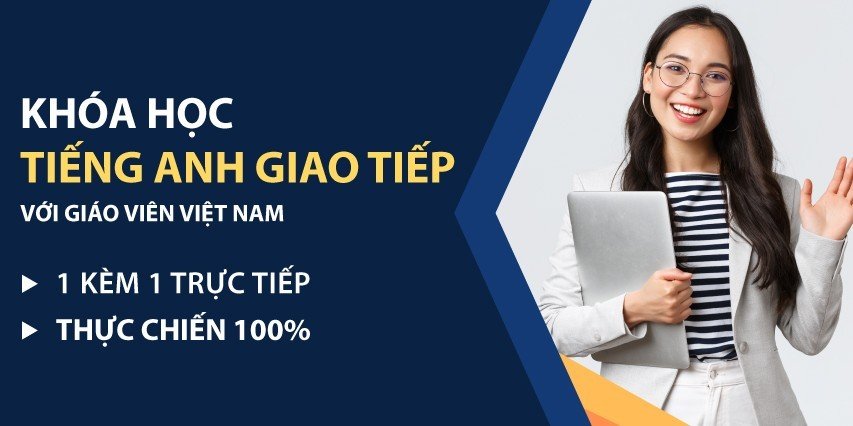 KHÓA HỌC
TIẾNG ANH GIAO TIẾP
VỚI GIÁO VIÊN VIỆT NAM
1 KÈM 1 TRỰC TIẾP
THỰC CHIẾN 100%